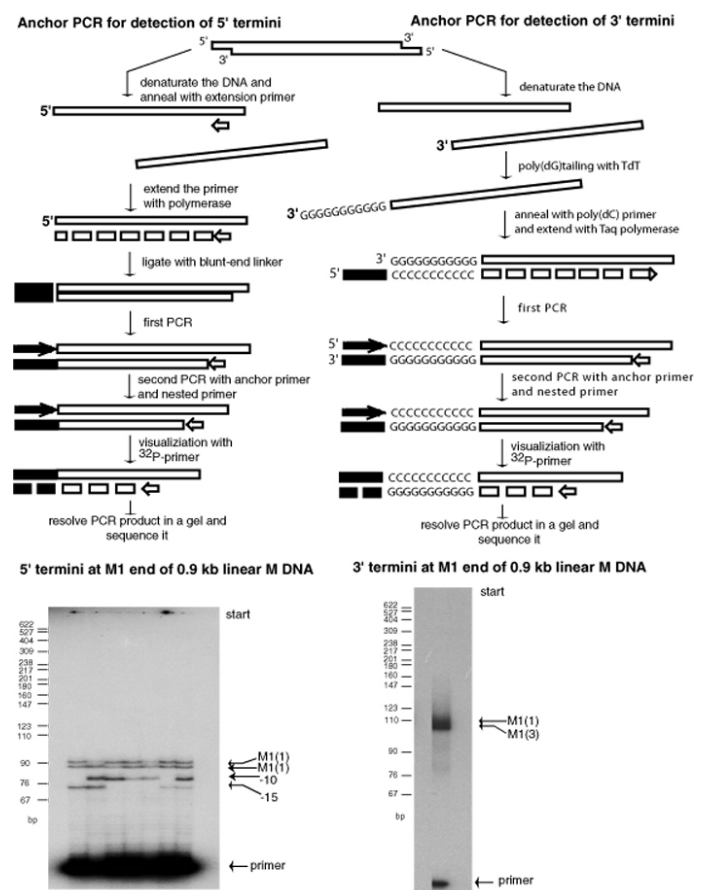 Anchor PCR for detection of 5' termini
5'
3'
3'
5'
denaturate the DNA and
anneal with extension primer
5'
extend the primer
with polymerase
5'
ligate with blunt-end linker
first PCR
second PCR with anchor primer
and nested primer
visualiziation with
32P-primer
resolve PCR product in a gel and
sequence it
Anchor PCR for detection of 3' termini
denaturate the DNA
3'
poly(dG)tailing with TdT
3' GGGGGGGGGGG
anneal with poly(dC) primer
and extend with Taq polymerase
3' GGGGGGGGGGG
5' CCCCCCCCCCC
first PCR
5' CCCCCCCCCCC
3' GGGGGGGGGGG
second PCR with anchor primer
and nested primer
CCCCCCCCCCC
GGGGGGGGGGG
visualiziation with
32P-primer
CCCCCCCCCCC
GGGGGGGGGGG
resolve PCR product in a gel and
sequence it
5' termini at M1 end of 0.9 kb linear M DNA
start
622
527
404
309
238
217
201
190
180
160
147
123
110
90
76
67
bp
M1(1)
M1(1)
-10
-15
primer
3' termini at M1 end of 0.9 kb linear M DNA
start
622
527
404
309
238
217
201
190
180
160
147
123
110
90
76
67
bp
M1(1)
M1(3)
primer